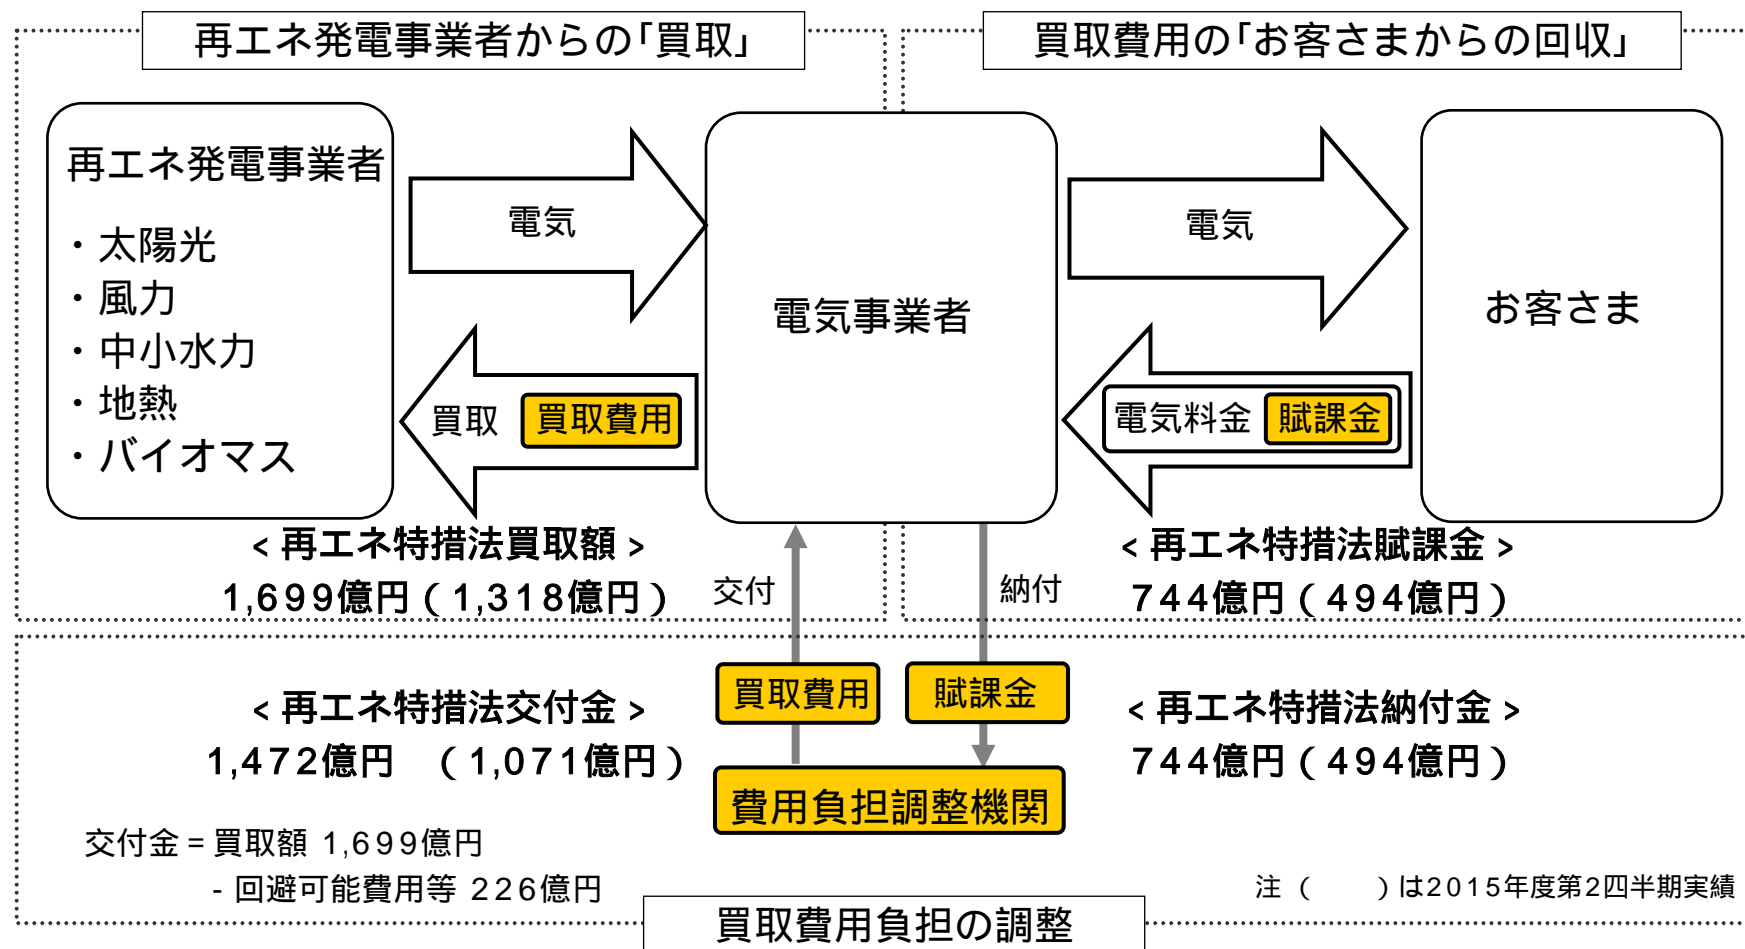 再エネ発電事業者からの「買取」
買取費用の「お客さまからの回収」
再エネ発電事業者
・太陽光
・風力
・中小水力
・地熱
・バイオマス
電気
買取 買取費用
電気事業者
電気
電気料金 賦課金
お客さま
<再エネ特措法買取額>
1,699億円(1,318億円)
交付
納付
<再エネ特措法賦課金>
744億円(494億円)
<再エネ特措法交付金>
1,472億円 (1,071億円)
買取費用
賦課金
<再エネ特措法納付金>
744億円(494億円)
費用負担調整機関
交付金=買取額 1,699億円
- 回避可能費用等 226億円
注 (  )は2015年度第2四半期実績
買取費用負担の調整